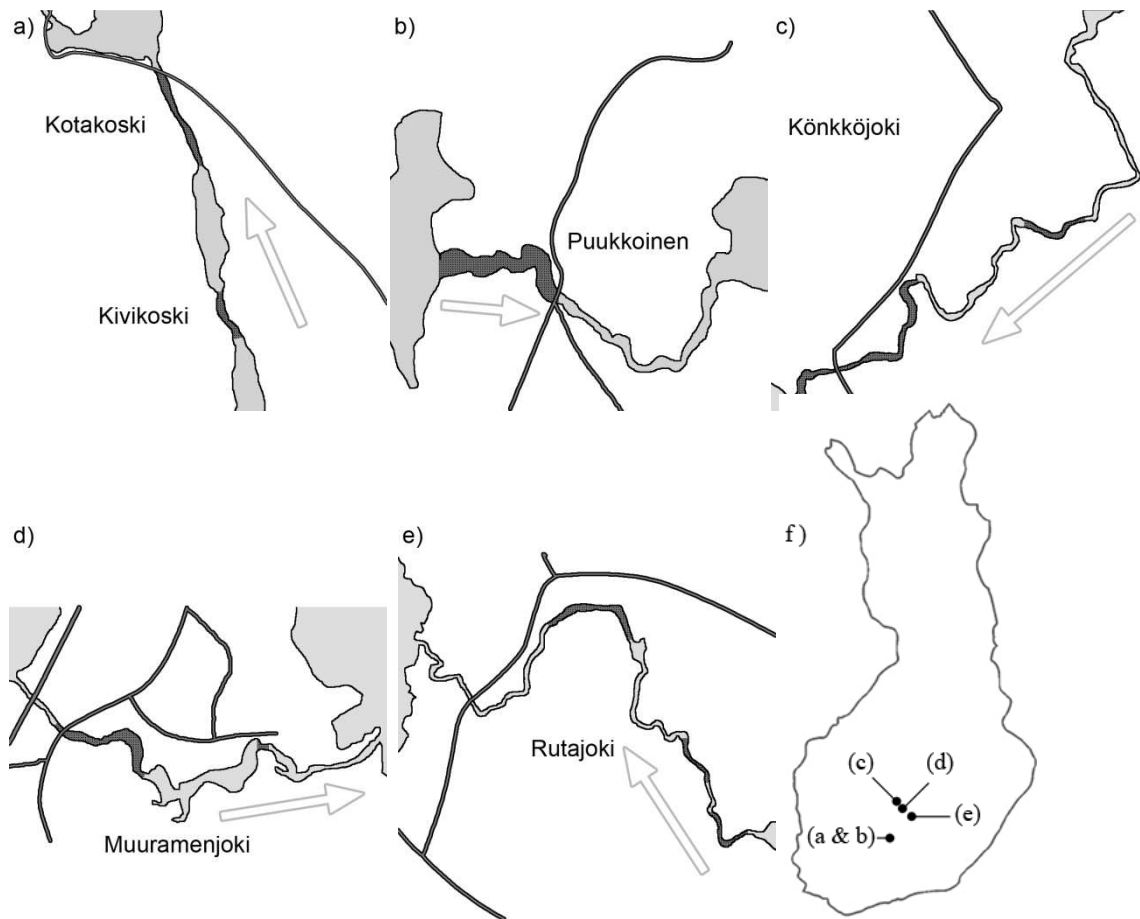 a)
Kotakoski
Kivikoski
b)
Puukkoinen
c)
Könkköjoki
d)
Muuramenjoki
e)
Rutajoki
f)
(c)
(d)
(e)
(a & b)